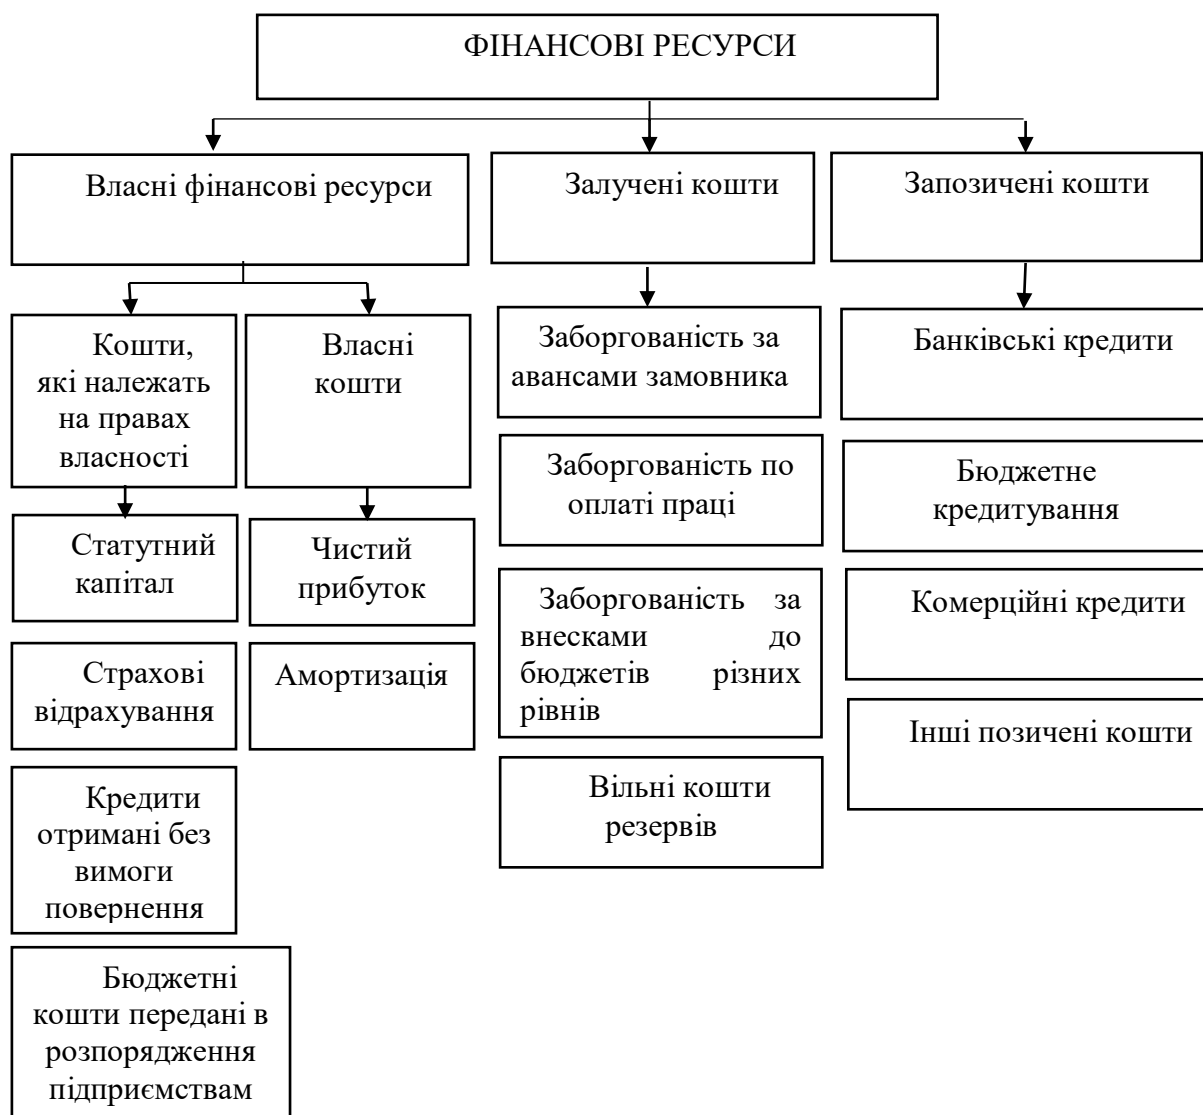 ФІНАНСОВІ РЕСУРСИ
Власні фінансові ресурси
Залучені кошти
Запозичені кошти
Кошти,
які належать
на правах
власності
Власні
кошти
Заборгованість за
авансами замовника
Банківські кредити
Заборгованість по
оплаті праці
Бюджетне
кредитування
Статутний
капітал
Чистий
прибуток
Заборгованість за
внесками до
бюджетів різних
рівнів
Комерційні кредити
Страхові
відрахування
Амортизація
Інші позичені кошти
Кредити
отримані без
вимоги
повернення
Вільні кошти
резервів
Бюджетні
кошти передані в
розпорядження
підприємствам